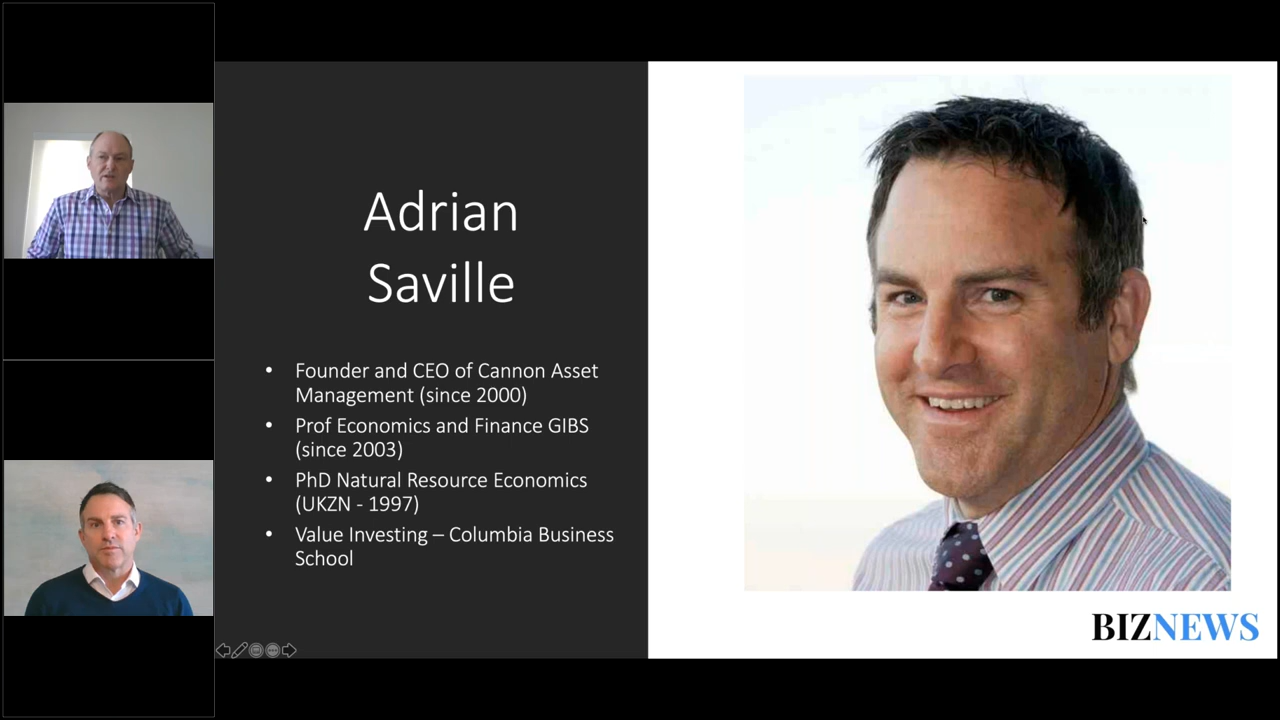 Adrian
Saville
• Founder and CEO of Cannon Asset
Management (since 2000)
• Prof Economics and Finance GIBS
(since 2003)
• PhD Natural Resource Economics
(UKZN - 1997)
• Value Investing – Columbia Business
School
BIZNEWS